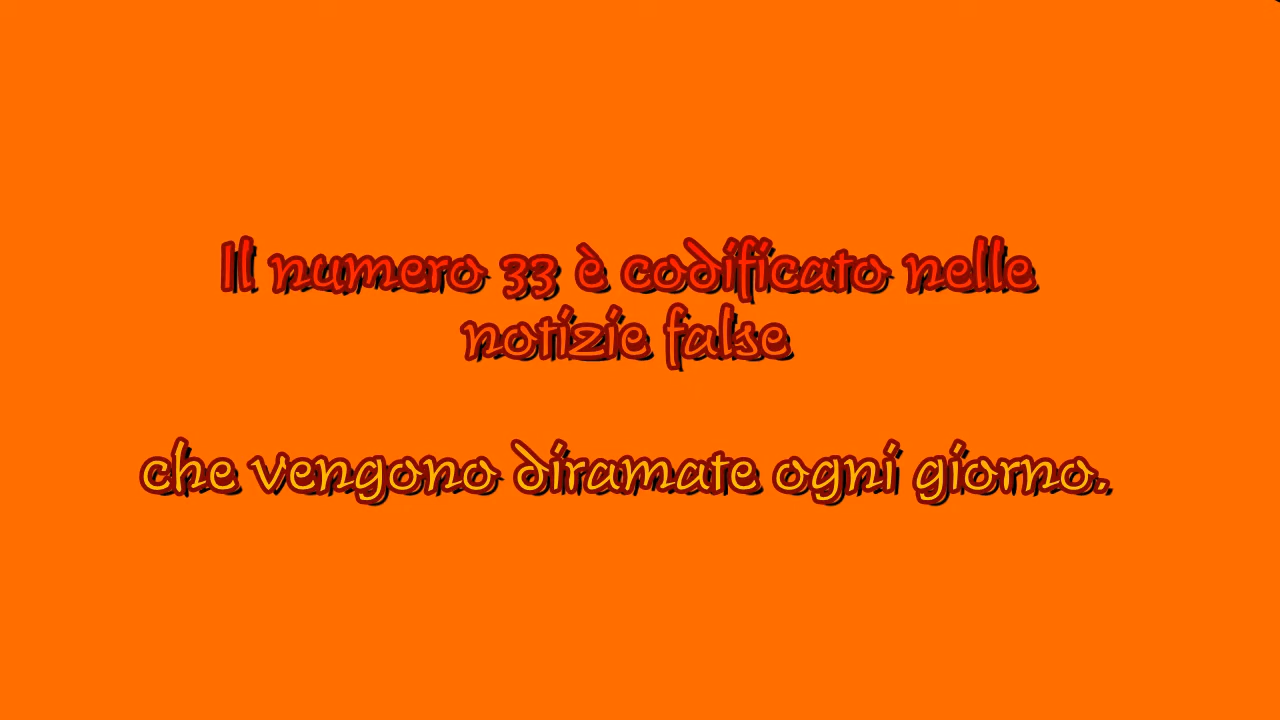 Il numero 33 è codificato nelle
notizie false
che vengono diramate ogni giorno.